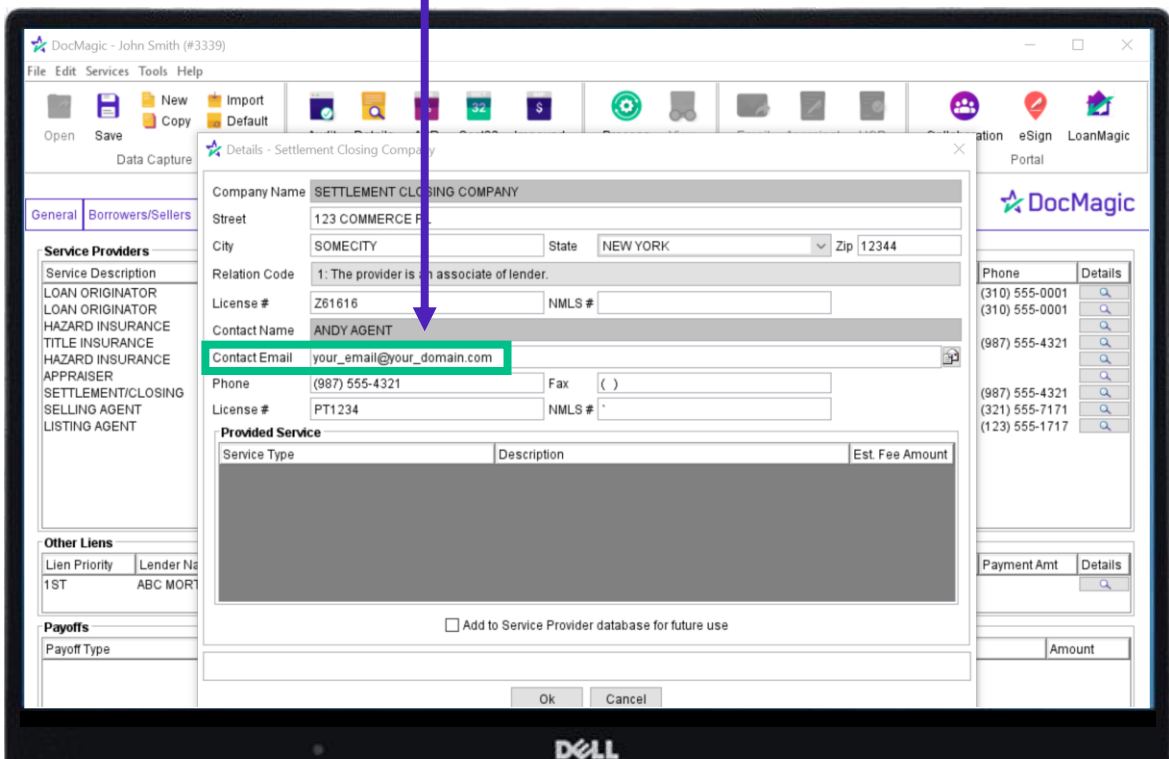 DocMagic - John Smith (#3339)
File Edit Services Tools Help
Open Save New Copy Import Default
Data Capture
32 $
eSign LoanMagic
Portal
Details - Settlement Closing Company
General Borrowers/Sellers
DocMagic
Company Name SETTLEMENT CLOSING COMPANY
Street 123 COMMERCE
City SOMECITY State NEW YORK Zip 12344
Relation Code 1: The provider is an associate of lender.
License # Z61616 NMLS #
Contact Name ANDY AGENT
Contact Email your_email@your_domain.com
Phone (987) 555-4321 Fax ( )
License # PT1234 NMLS # '
Provided Service
Service Type Description Est. Fee Amount
Add to Service Provider database for future use
Ok Cancel
Service Providers
Service Description Phone Details
LOAN ORIGINATOR (310) 555-0001
LOAN ORIGINATOR (310) 555-0001
HAZARD INSURANCE
TITLE INSURANCE (987) 555-4321
HAZARD INSURANCE
APPRAISER
SETTLEMENT/CLOSING (987) 555-4321
SELLING AGENT (321) 555-7171
LISTING AGENT (123) 555-1717
Other Liens
Lien Priority Lender Na Payment Amt Details
1ST ABC MORT
Payoffs
Payoff Type Amount
DELL